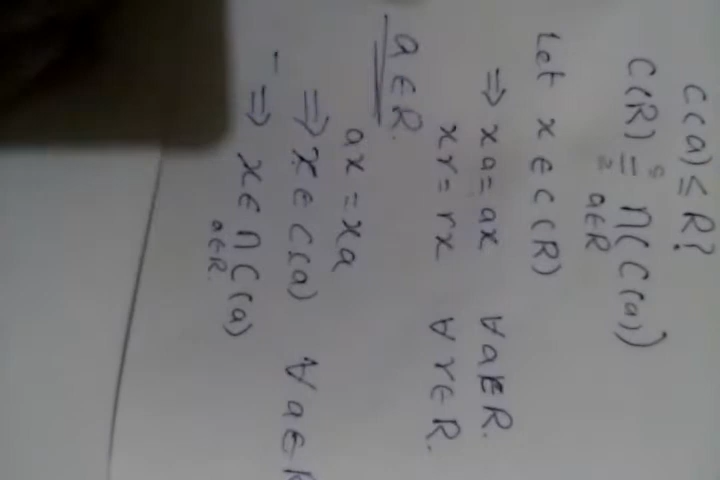 C(a) ≤ R?
C(R) = ∩ (C(a))
a∈R
Let x ∈ C(R)
⇒ xa = ax ∀ a∈R.
xr = rx ∀ r∈R.
a ∈ R.
ax = xa
⇒ x ∈ C(a) ∀ a ∈ R
⇒ x ∈ ∩ C(a)
a∈R.